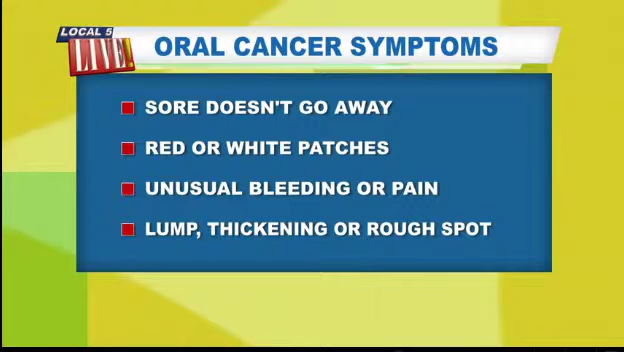 LOCAL 5
LIVE!
ORAL CANCER SYMPTOMS
SORE DOESN'T GO AWAY
RED OR WHITE PATCHES
UNUSUAL BLEEDING OR PAIN
LUMP, THICKENING OR ROUGH SPOT